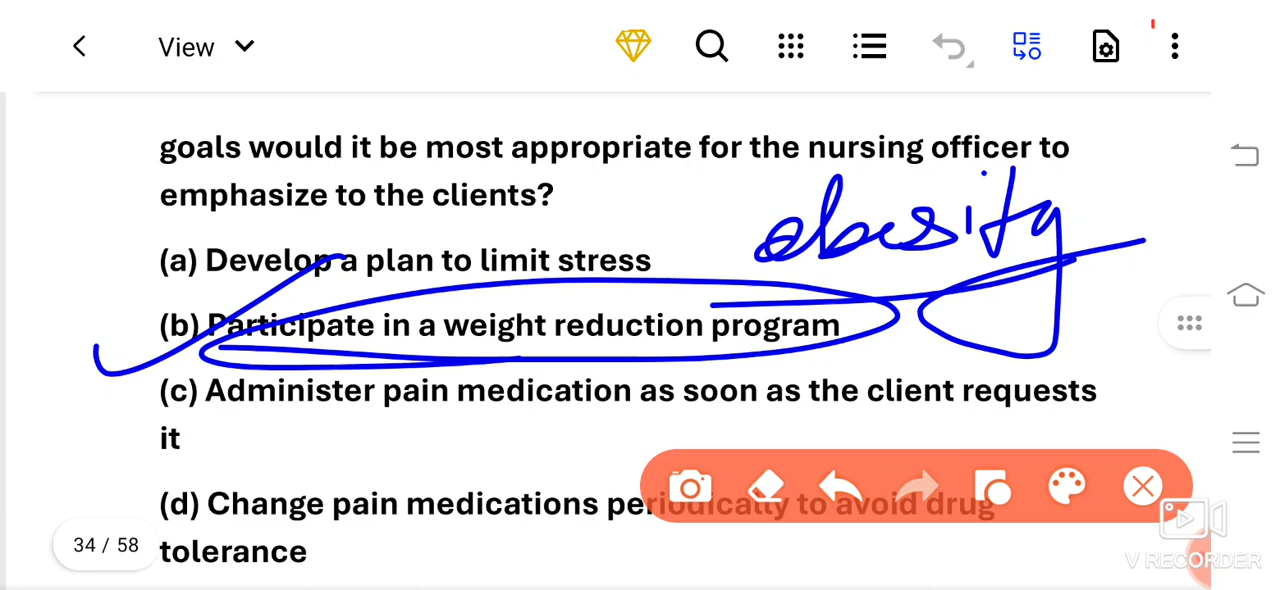 View
goals would it be most appropriate for the nursing officer to
emphasize to the clients?
obesity
(a) Develop a plan to limit stress
(b) Participate in a weight reduction program
(c) Administer pain medication as soon as the client requests
it
(d) Change pain medications periodically to avoid drug
tolerance
34 / 58
V RECORDER